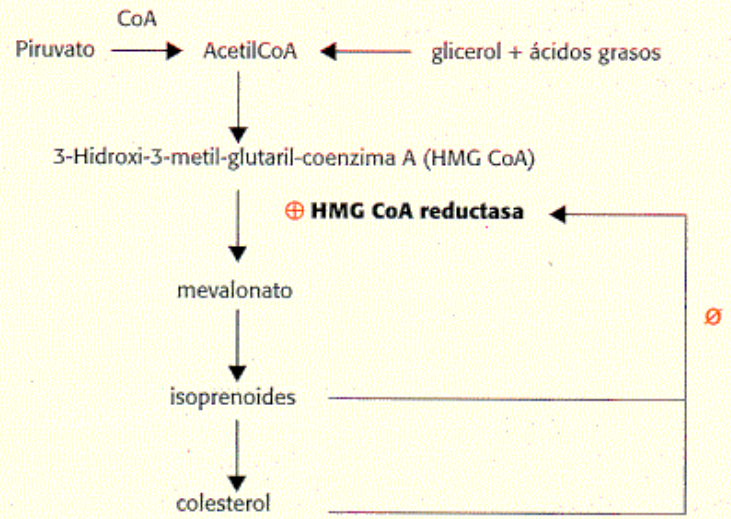 CoA
Piruvato AcetilCoA glicerol + ácidos grasos
3-Hidroxi-3-metil-glutaril-coenzima A (HMG CoA)
⊕ HMG CoA reductasa
mevalonato
Ø
isoprenoides
colesterol